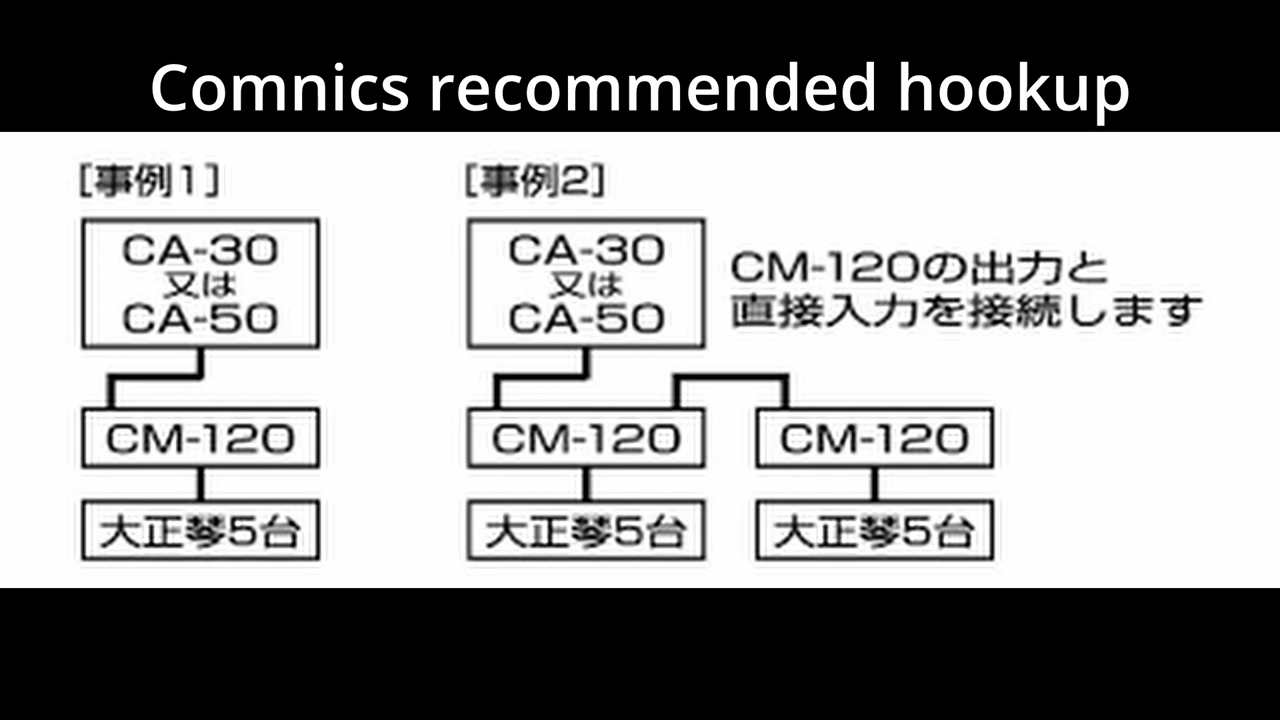 Comnics recommended hookup
[事例1]
CA-30
又は
CA-50
CM-120
大正琴5台
[事例2]
CA-30
又は
CA-50
CM-120の出力と
直接入力を接続します
CM-120
CM-120
大正琴5台
大正琴5台